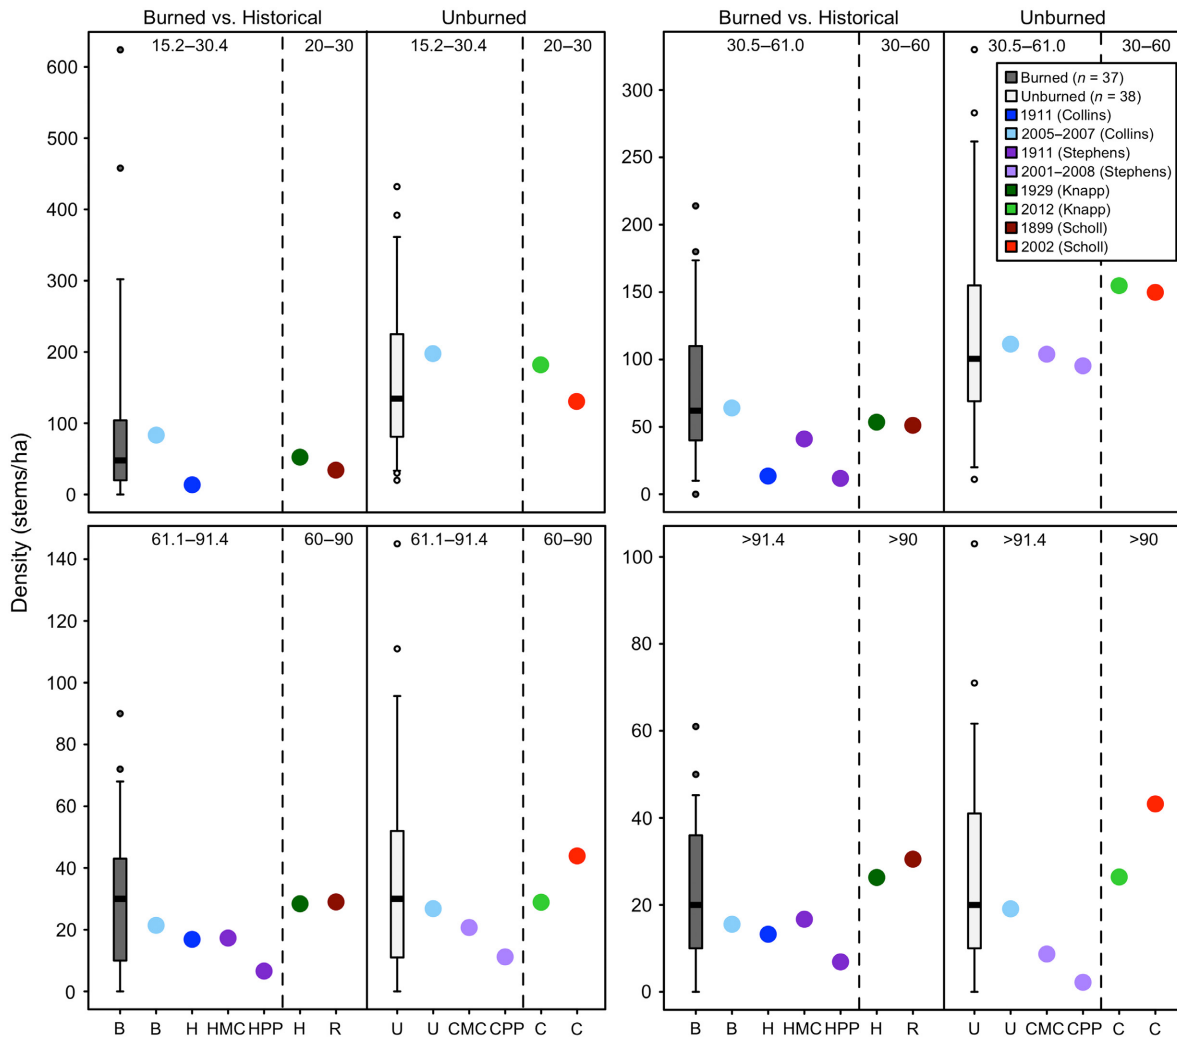 Burned vs. Historical Unburned Burned vs. Historical Unburned
15.2–30.4 20–30 15.2–30.4 20–30 30.5–61.0 30–60 30.5–61.0 30–60
Burned (n = 37)
Unburned (n = 38)
1911 (Collins)
2005–2007 (Collins)
1911 (Stephens)
2001–2008 (Stephens)
1929 (Knapp)
2012 (Knapp)
1899 (Scholl)
2002 (Scholl)
600
500
400
300
200
100
0
300
250
200
150
100
50
0
Density (stems/ha)
61.1–91.4 60–90 61.1–91.4 60–90 >91.4 >90 >91.4 >90
140
120
100
80
60
40
20
0
100
80
60
40
20
0
B B H HMC HPP H R U U CMC CPP C C B B H HMC HPP H R U U CMC CPP C C